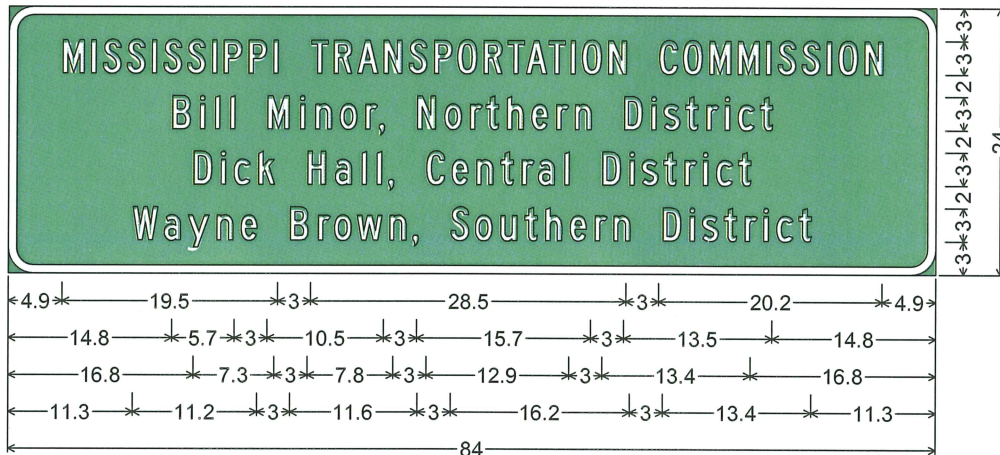 MISSISSIPPI TRANSPORTATION COMMISSION
Bill Minor, Northern District
Dick Hall, Central District
Wayne Brown, Southern District
3
3
2
3
2
3
2
3
3
24
4.9 19.5 3 28.5 3 20.2 4.9
14.8 5.7 3 10.5 3 15.7 3 13.5 14.8
16.8 7.3 3 7.8 3 12.9 3 13.4 16.8
11.3 11.2 3 11.6 3 16.2 3 13.4 11.3
84